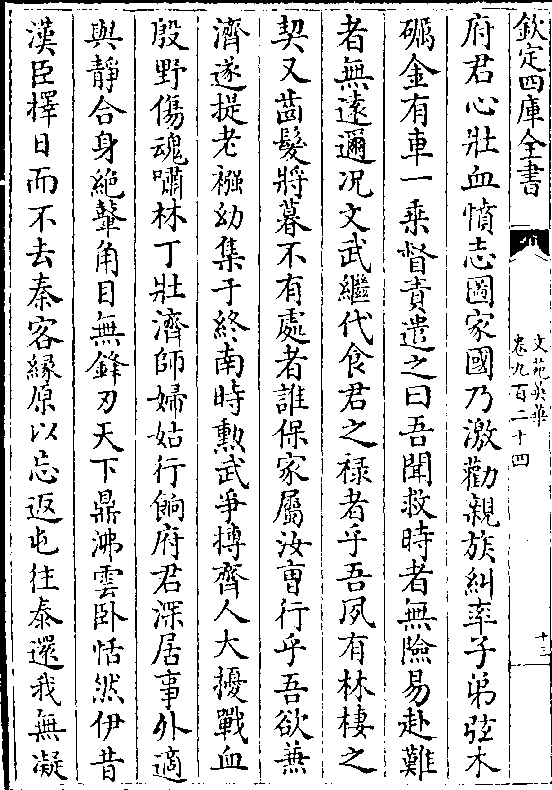 欽定四庫全書
文苑英華
卷九百二十四
十三
府君心壯血憤志圖家國乃激勸親族糾率子弟弦木
礪金有車一乗督責遣之曰吾聞救時者無險易赴難
者無逺邇况文武繼代食君之禄者乎吾夙有林棲之
契又齒髮將暮不有處者誰保家屬汝曹行乎吾欲兼
濟遂提老襁幼集于終南時勲武爭摶齊人大擾戰血
殷野傷魂嘯林丁壯濟師婦姑行餉府君深居事外適
與靜合身絶鼙角目無鋒刃天下鼎沸雲卧恬然伊昔
漢臣擇日而不去秦客縁原以忘返屯往泰還我無凝